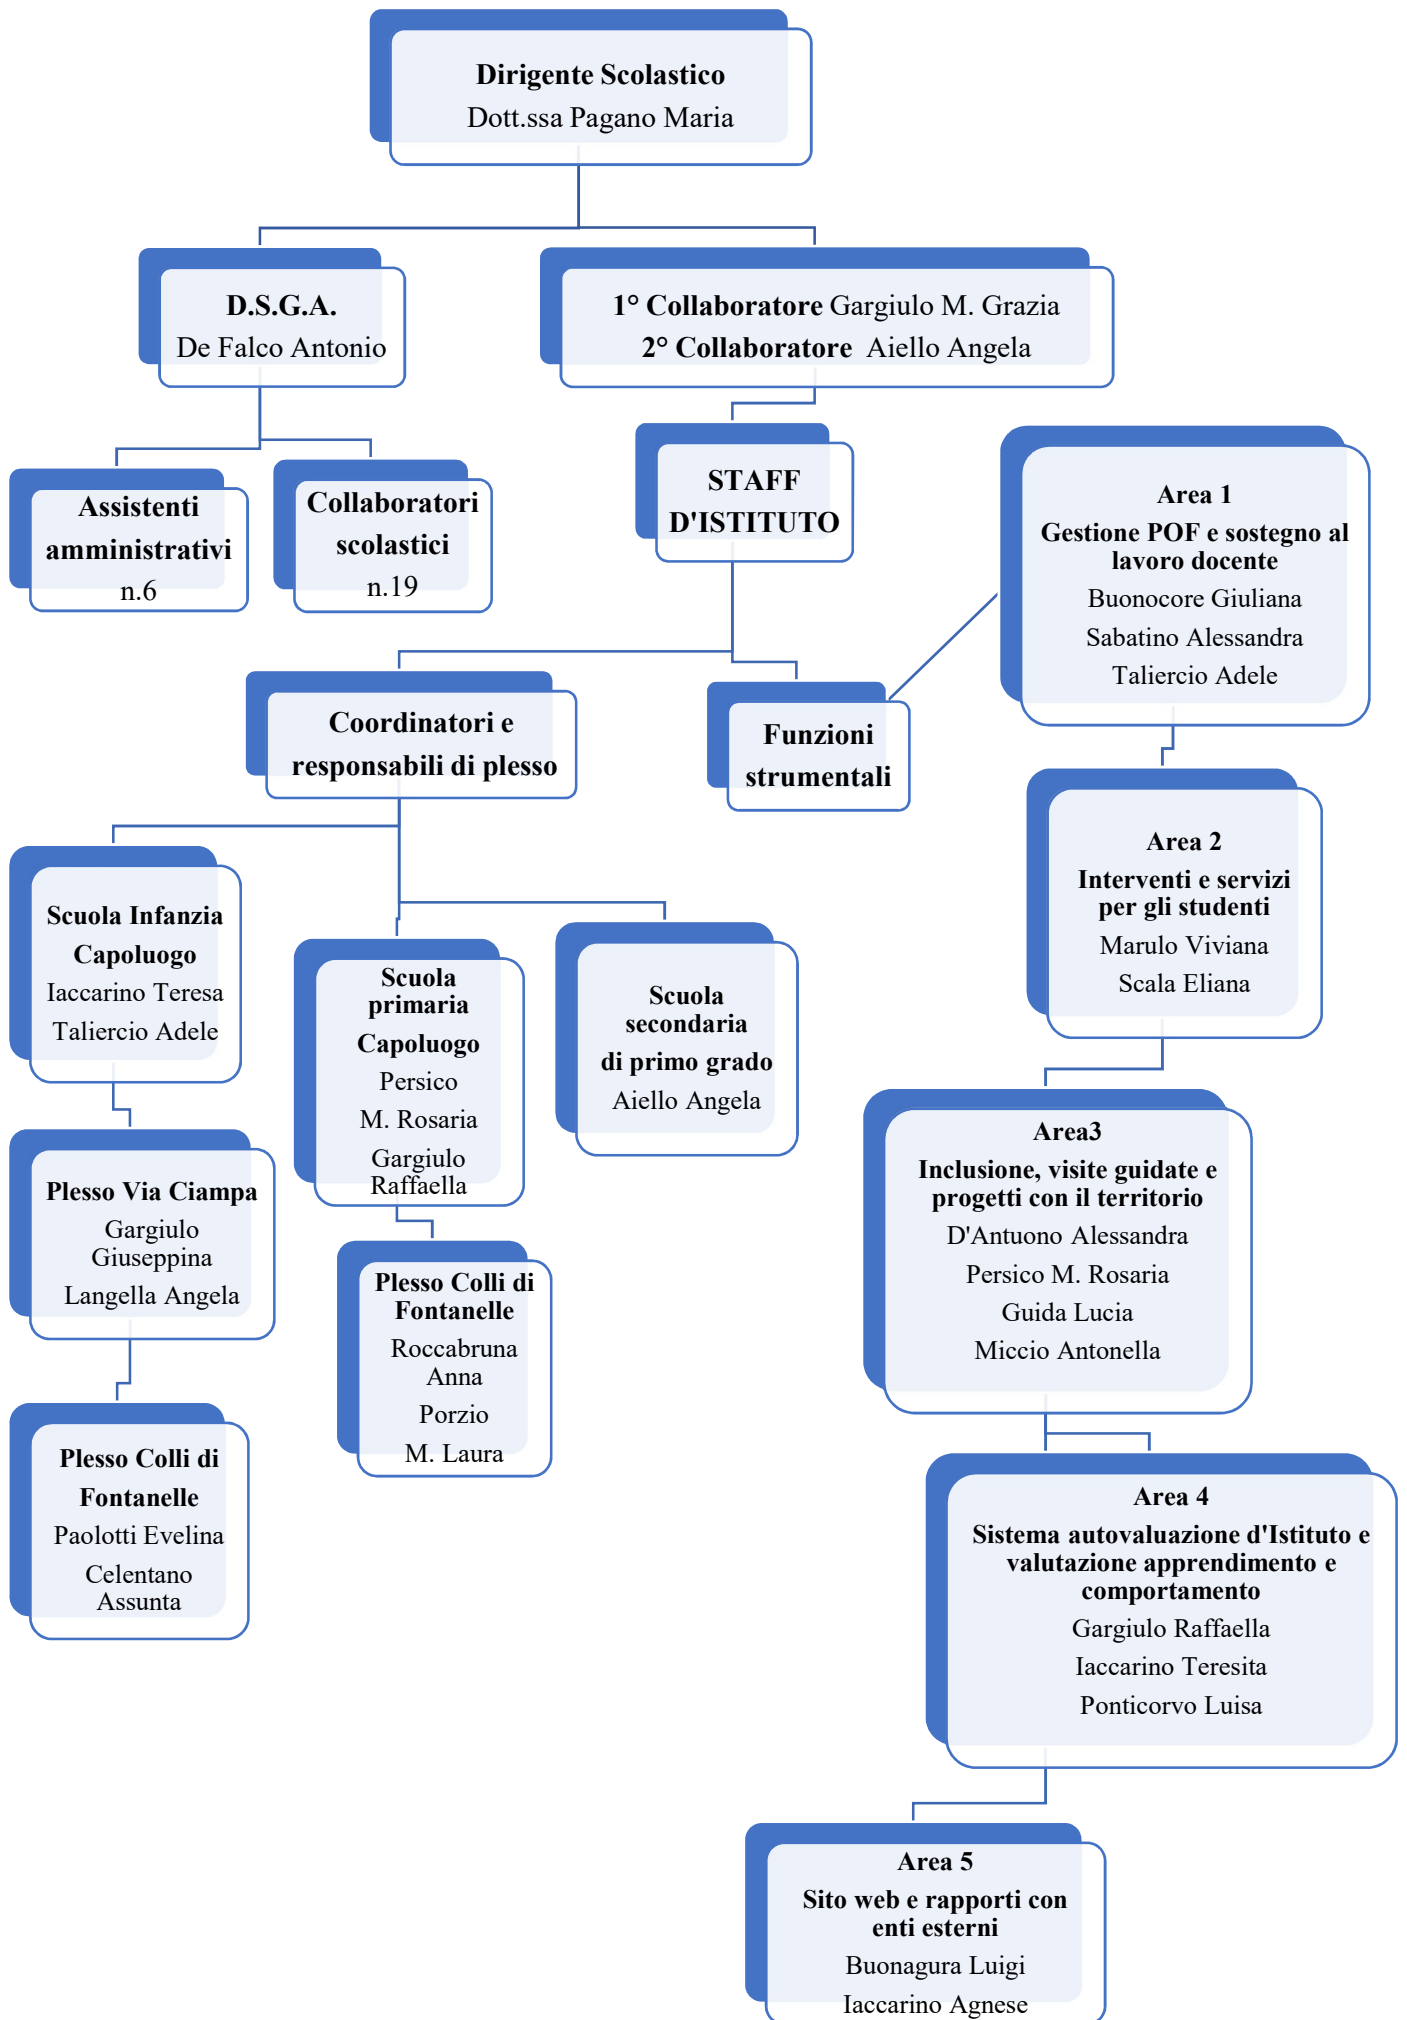 Dirigente Scolastico
Dott.ssa Pagano Maria
D.S.G.A.
De Falco Antonio
1° Collaboratore Gargiulo M. Grazia
2° Collaboratore Aiello Angela
Assistenti
amministrativi
n.6
Collaboratori
scolastici
n.19
STAFF
D'ISTITUTO
Coordinatori e
responsabili di plesso
Funzioni
strumentali
Scuola Infanzia
Capoluogo
Iaccarino Teresa
Taliercio Adele
Plesso Via Ciampa
Gargiulo
Giuseppina
Langella Angela
Plesso Colli di
Fontanelle
Paolotti Evelina
Celentano
Assunta
Scuola
primaria
Capoluogo
Persico
M. Rosaria
Gargiulo
Raffaella
Plesso Colli di
Fontanelle
Roccabruna
Anna
Porzio
M. Laura
Scuola
secondaria
di primo grado
Aiello Angela
Area 1
Gestione POF e sostegno al
lavoro docente
Buonocore Giuliana
Sabatino Alessandra
Taliercio Adele
Area 2
Interventi e servizi
per gli studenti
Marulo Viviana
Scala Eliana
Area3
Inclusione, visite guidate e
progetti con il territorio
D'Antuono Alessandra
Persico M. Rosaria
Guida Lucia
Miccio Antonella
Area 4
Sistema autovaluazione d'Istituto e
valutazione apprendimento e
comportamento
Gargiulo Raffaella
Iaccarino Teresita
Ponticorvo Luisa
Area 5
Sito web e rapporti con
enti esterni
Buonagura Luigi
Iaccarino Agnese